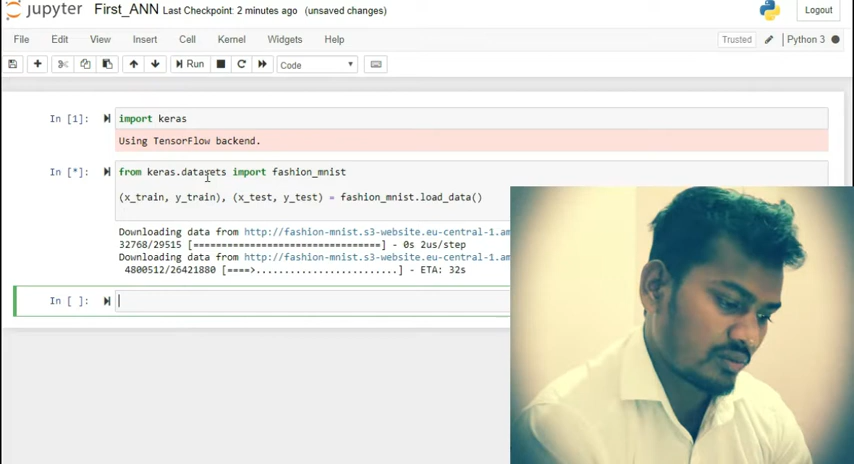 jupyter First_ANN Last Checkpoint: 2 minutes ago (unsaved changes) Logout
File Edit View Insert Cell Kernel Widgets Help Trusted Python 3
Run Code
In [1]: import keras
Using TensorFlow backend.
In [*]: from keras.datasets import fashion_mnist
(x_train, y_train), (x_test, y_test) = fashion_mnist.load_data()
Downloading data from http://fashion-mnist.s3-website.eu-central-1.am
32768/29515 [==============================] - 0s 2us/step
Downloading data from http://fashion-mnist.s3-website.eu-central-1.am
4800512/26421880 [====>.........................] - ETA: 32s
In [ ]: